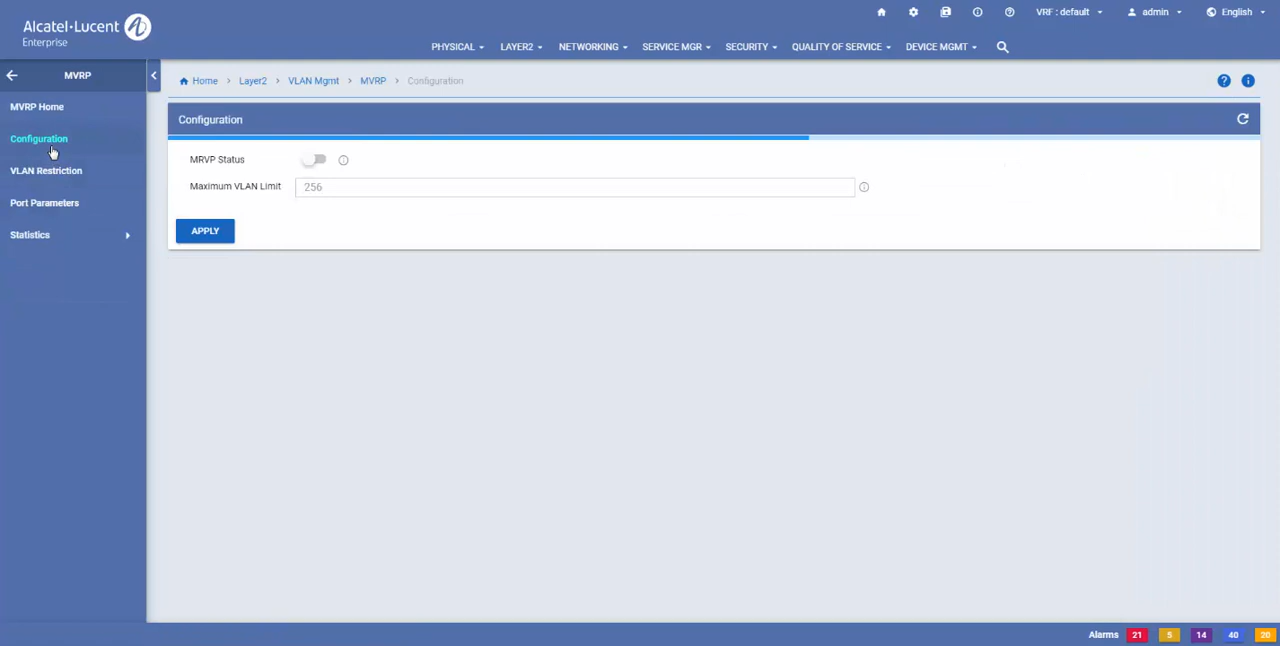 Alcatel·Lucent
Enterprise
VRF : default
admin
English
PHYSICAL
LAYER2
NETWORKING
SERVICE MGR
SECURITY
QUALITY OF SERVICE
DEVICE MGMT
MVRP
MVRP Home
Configuration
VLAN Restriction
Port Parameters
Statistics
Home > Layer2 > VLAN Mgmt > MVRP > Configuration
Configuration
MRVP Status
Maximum VLAN Limit
256
APPLY
Alarms 21 5 14 40 20